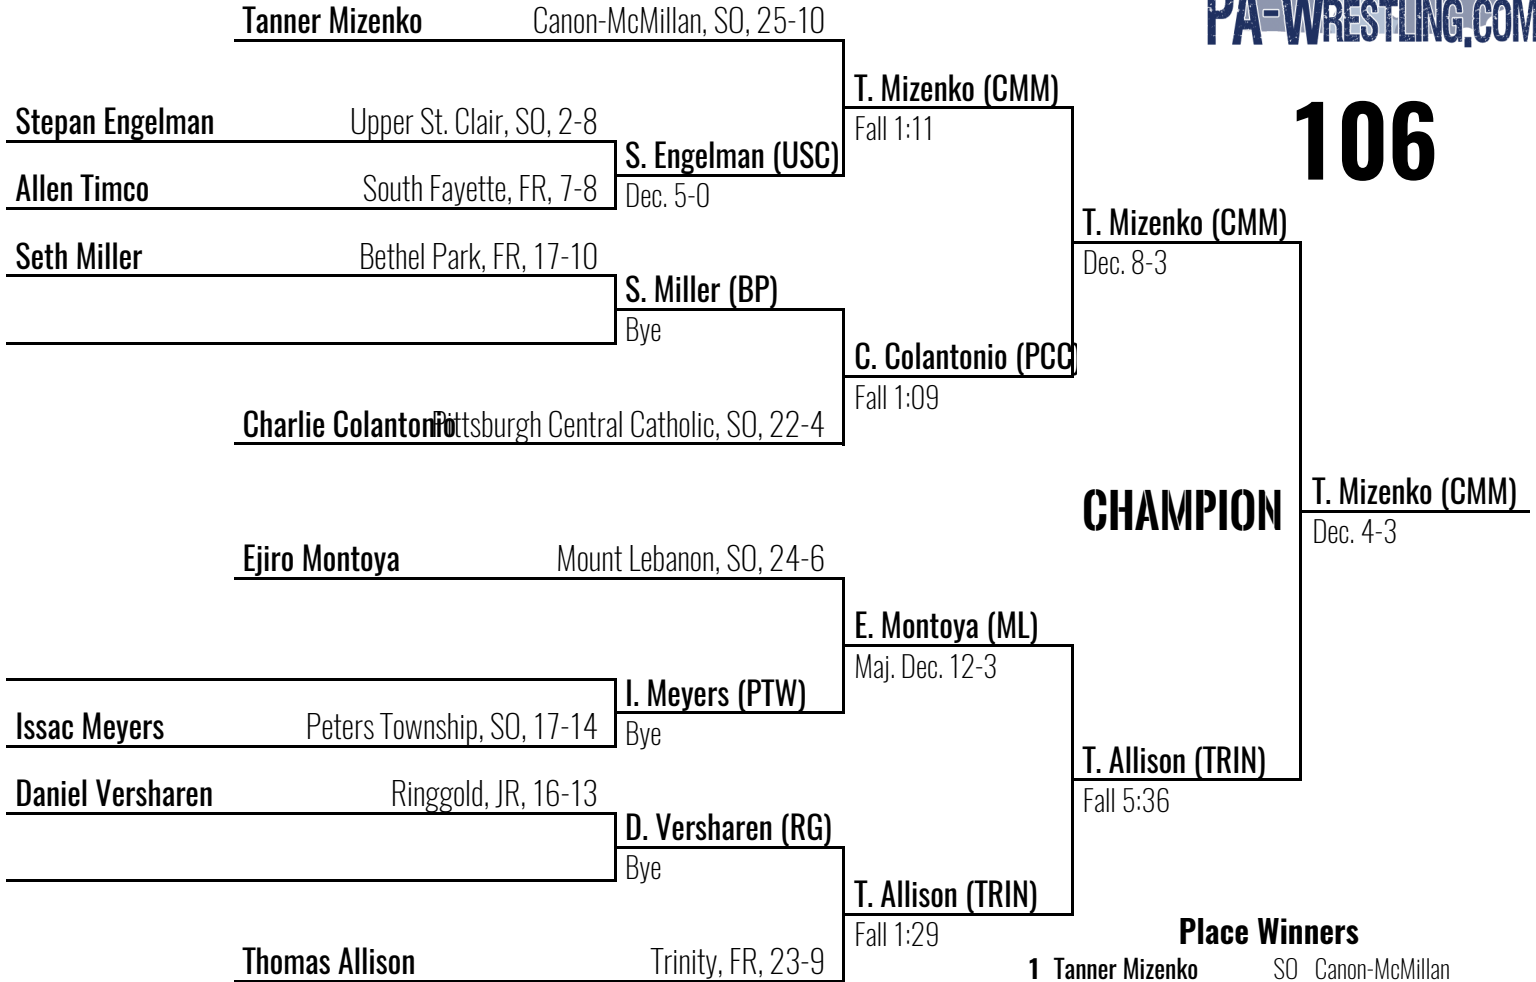 PA-WRESTLING.COM
106
Tanner Mizenko Canon-McMillan, SO, 25-10
T. Mizenko (CMM)
Fall 1:11
Stepan Engelman Upper St. Clair, SO, 2-8
S. Engelman (USC)
Dec. 5-0
Allen Timco South Fayette, FR, 7-8
T. Mizenko (CMM)
Dec. 8-3
Seth Miller Bethel Park, FR, 17-10
S. Miller (BP)
Bye
C. Colantonio (PCC)
Fall 1:09
Charlie Colantonio Pittsburgh Central Catholic, SO, 22-4
CHAMPION
T. Mizenko (CMM)
Dec. 4-3
Ejiro Montoya Mount Lebanon, SO, 24-6
E. Montoya (ML)
Maj. Dec. 12-3
I. Meyers (PTW)
Bye
Issac Meyers Peters Township, SO, 17-14
T. Allison (TRIN)
Fall 5:36
Daniel Versharen Ringgold, JR, 16-13
D. Versharen (RG)
Bye
T. Allison (TRIN)
Fall 1:29
Thomas Allison Trinity, FR, 23-9
Place Winners
1 Tanner Mizenko SO Canon-McMillan